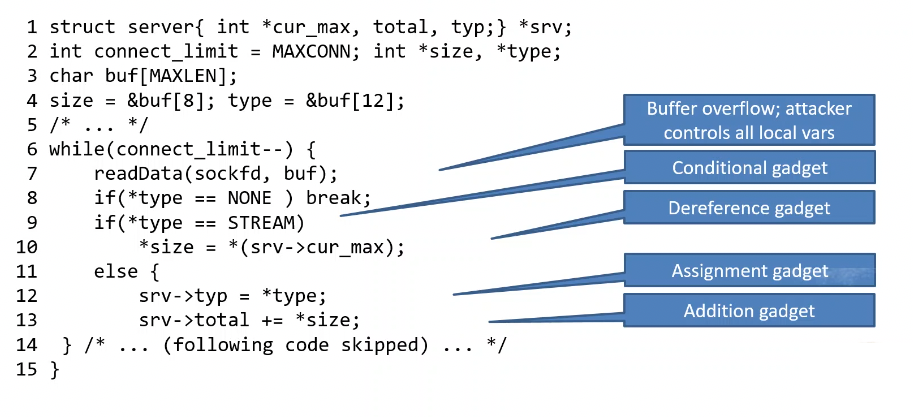 1 struct server{ int *cur_max, total, typ;} *srv;
2 int connect_limit = MAXCONN; int *size, *type;
3 char buf[MAXLEN];
4 size = &buf[8]; type = &buf[12];
5 /* ... */
6 while(connect_limit--) {
7 readData(sockfd, buf);
8 if(*type == NONE ) break;
9 if(*type == STREAM)
10 *size = *(srv->cur_max);
11 else {
12 srv->typ = *type;
13 srv->total += *size;
14 } /* ... (following code skipped) ... */
15 }
Buffer overflow; attacker
controls all local vars
Conditional gadget
Dereference gadget
Assignment gadget
Addition gadget